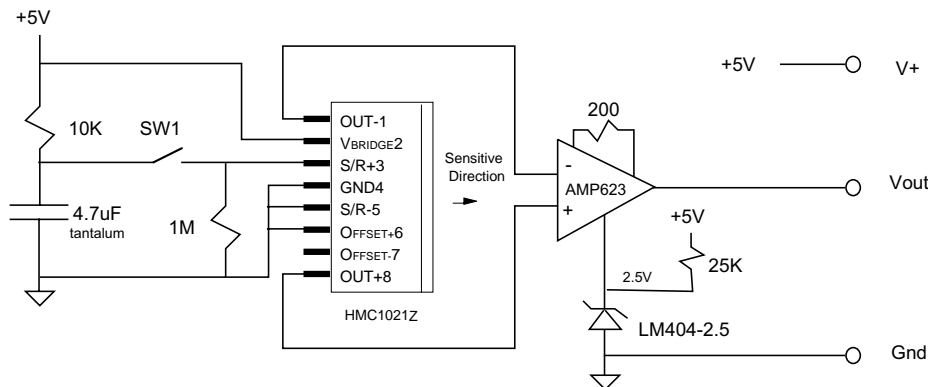 +5V
10K
SW1
4.7uF
tantalum
1M
OUT-1
VBRIDGE2
S/R+3
GND4
S/R-5
OFFSET+6
OFFSET-7
OUT+8
HMC1021Z
Sensitive
Direction
200
-
AMP623
+
+5V
2.5V
25K
LM404-2.5
+5V
V+
Vout
Gnd